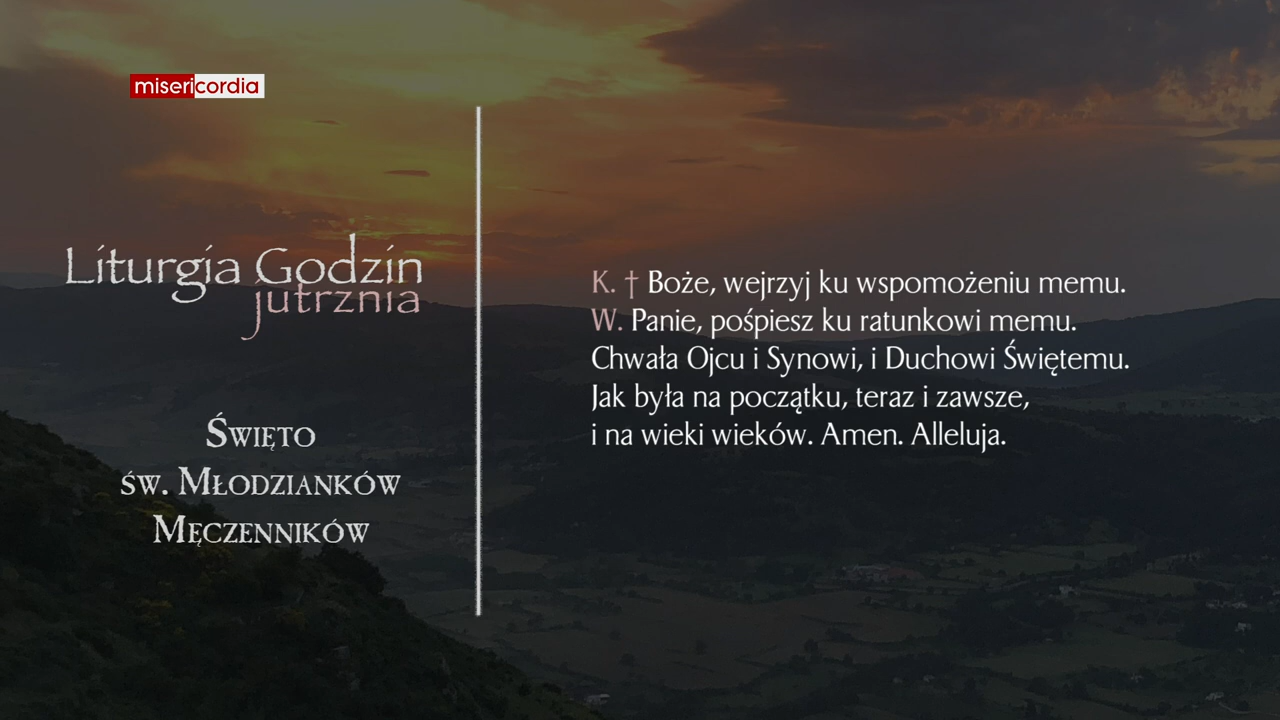 misericordia
Liturgia Godzin
jutrznia
Święto
św. Młodzianków
Męczenników
K. † Boże, wejrzyj ku wspomożeniu memu.
W. Panie, pośpiesz ku ratunkowi memu.
Chwała Ojcu i Synowi, i Duchowi Świętemu.
Jak była na początku, teraz i zawsze,
i na wieki wieków. Amen. Alleluja.